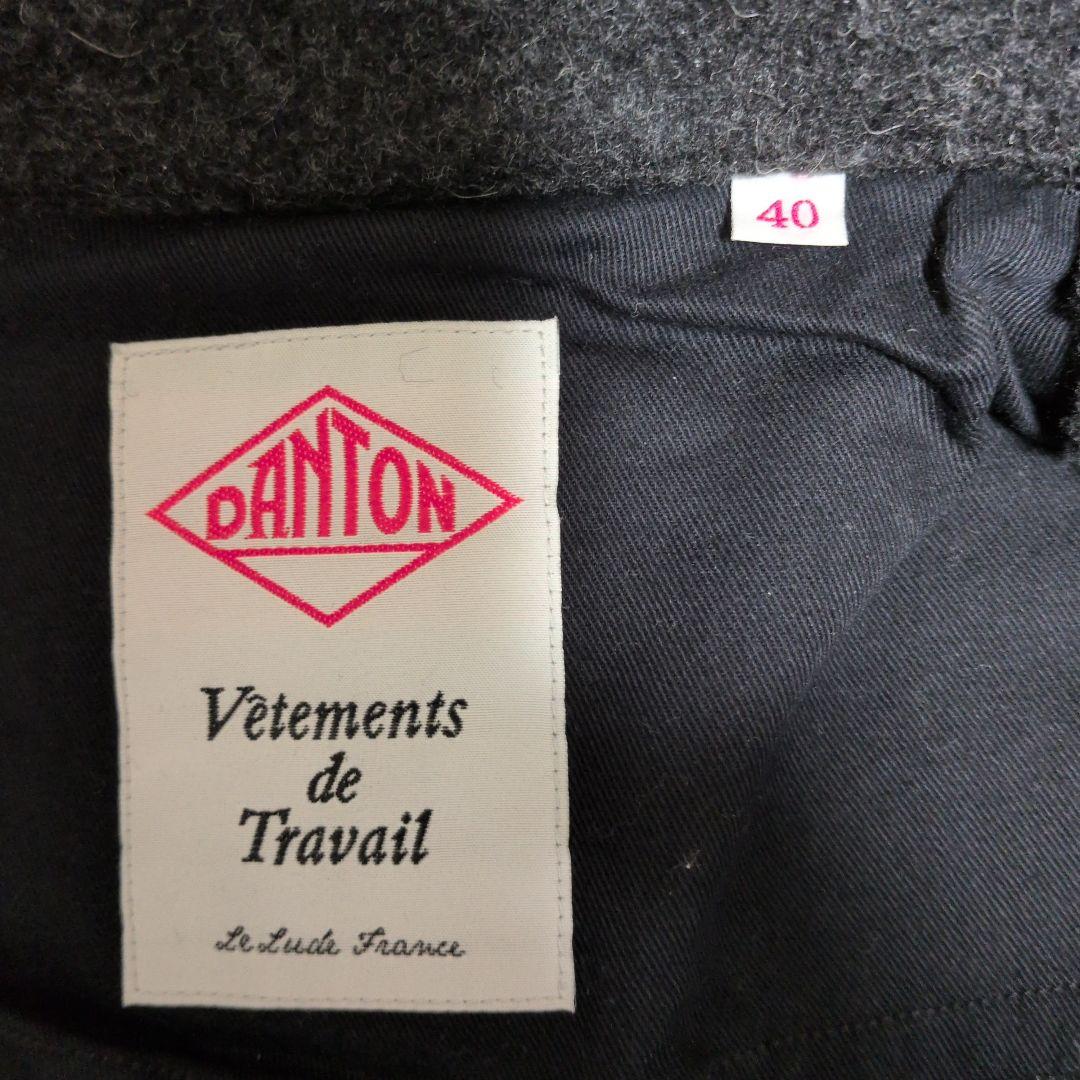 40
DANTON
Vêtements
de
Travail
Le Lude France